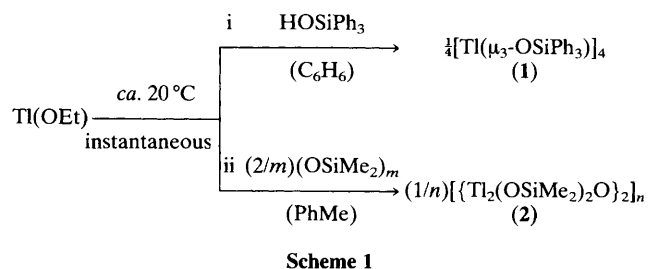 i HOSiPh₃
(C₆H₆)
¼[Tl(μ₃-OSiPh₃)]₄
(1)
Tl(OEt)
ca. 20 °C
instantaneous
ii (2/m)(OSiMe₂)ₘ
(PhMe)
(1/n)[{Tl₂(OSiMe₂)₂O}₂]ₙ
(2)
Scheme 1